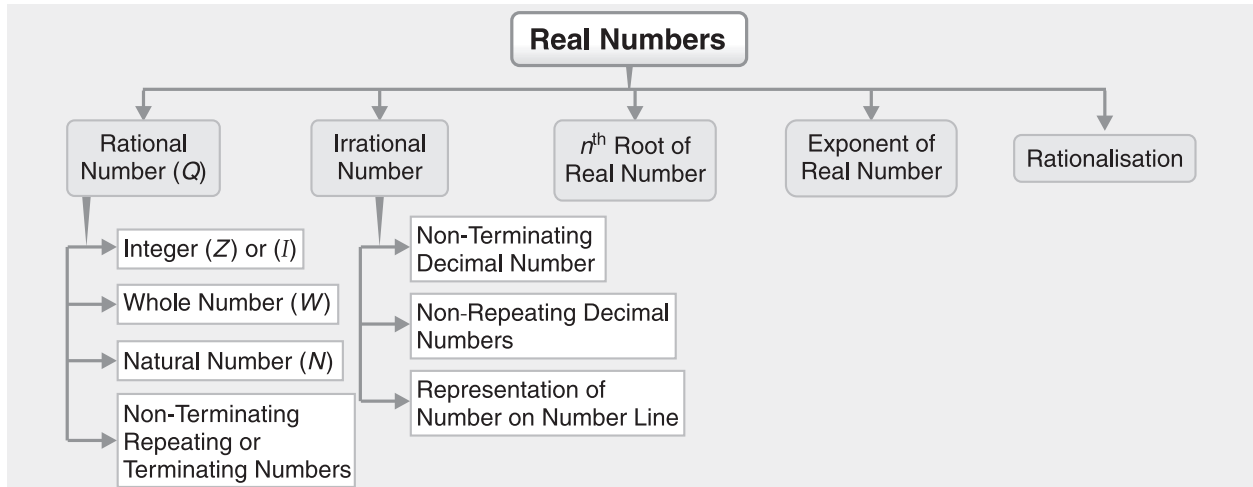 Real Numbers
Rational
Number (Q)
Irrational
Number
nth Root of
Real Number
Exponent of
Real Number
Rationalisation
Integer (Z) or (I)
Whole Number (W)
Natural Number (N)
Non-Terminating
Repeating or
Terminating Numbers
Non-Terminating
Decimal Number
Non-Repeating Decimal
Numbers
Representation of
Number on Number Line